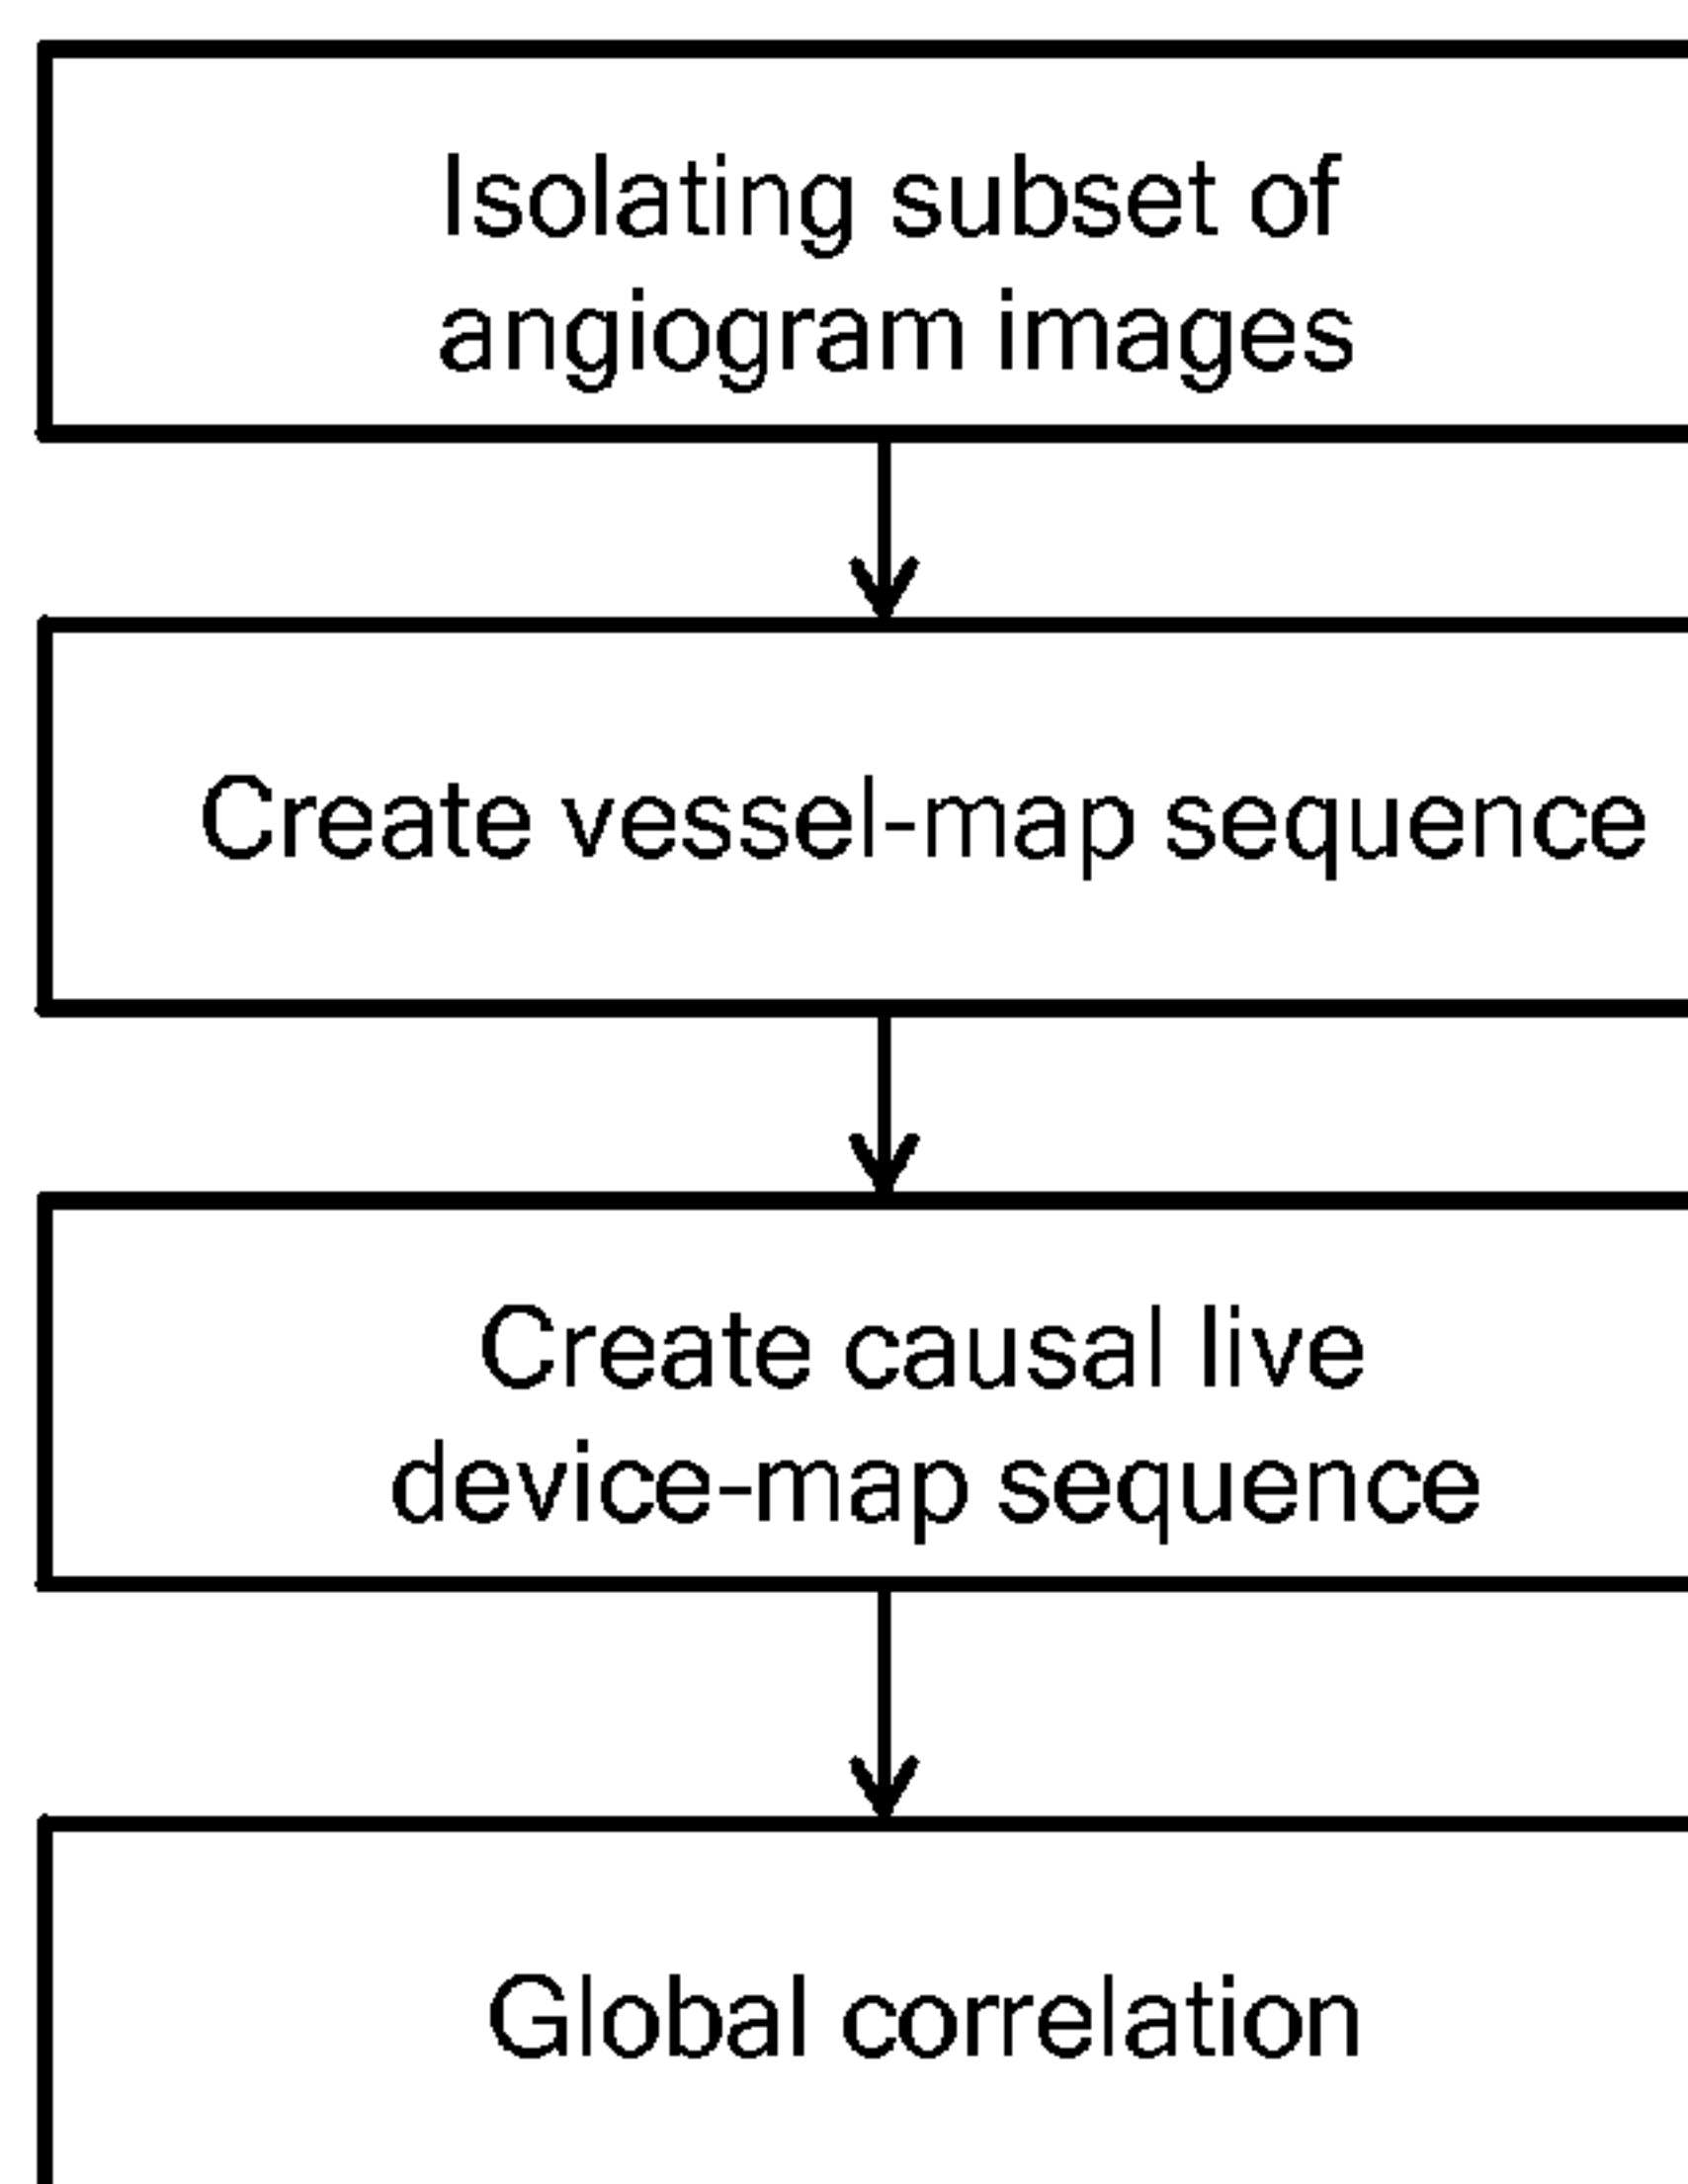 Isolating subset of
angiogram images
Create vessel-map sequence
Create causal live
device-map sequence
Global correlation